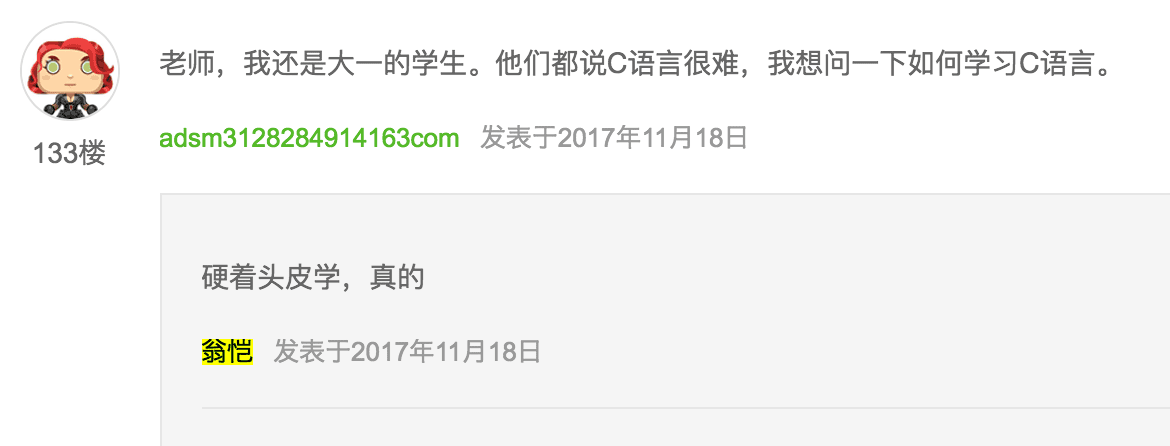 老师，我还是大一的学生。他们都说C语言很难，我想问一下如何学习C语言。
adsm3128284914163com 发表于2017年11月18日
133楼
硬着头皮学，真的
翁恺 发表于2017年11月18日